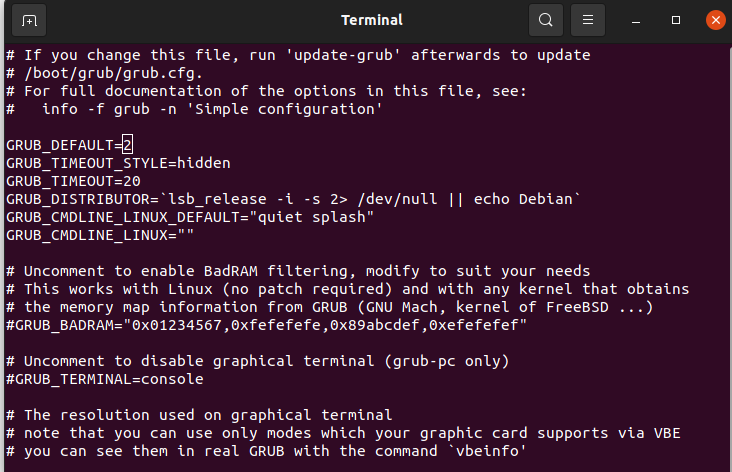 Terminal
# If you change this file, run 'update-grub' afterwards to update
# /boot/grub/grub.cfg.
# For full documentation of the options in this file, see:
#   info -f grub -n 'Simple configuration'
GRUB_DEFAULT=2
GRUB_TIMEOUT_STYLE=hidden
GRUB_TIMEOUT=20
GRUB_DISTRIBUTOR=`lsb_release -i -s 2> /dev/null || echo Debian`
GRUB_CMDLINE_LINUX_DEFAULT="quiet splash"
GRUB_CMDLINE_LINUX=""
# Uncomment to enable BadRAM filtering, modify to suit your needs
# This works with Linux (no patch required) and with any kernel that obtains
# the memory map information from GRUB (GNU Mach, kernel of FreeBSD ...)
#GRUB_BADRAM="0x01234567,0xfefefefe,0x89abcdef,0xefefefef"
# Uncomment to disable graphical terminal (grub-pc only)
#GRUB_TERMINAL=console
# The resolution used on graphical terminal
# note that you can use only modes which your graphic card supports via VBE
# you can see them in real GRUB with the command `vbeinfo'